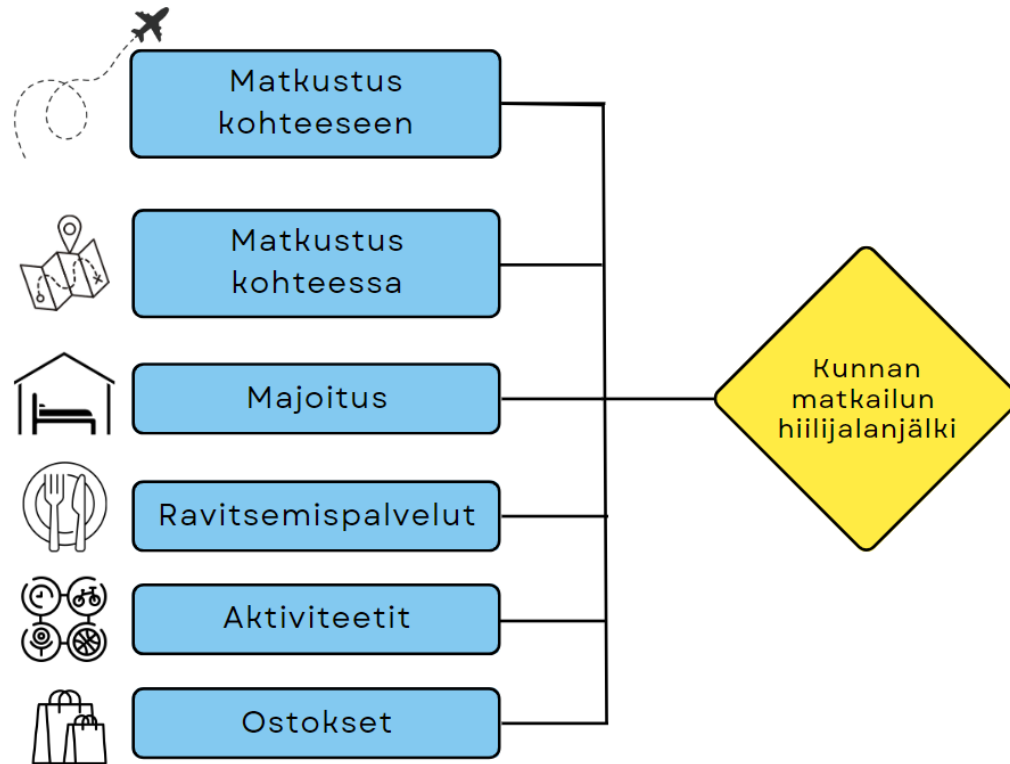 Matkustus
kohteeseen
Matkustus
kohteessa
Majoitus
Ravitsemispalvelut
Aktiviteetit
Ostokset
Kunnan
matkailun
hiilijalanjälki